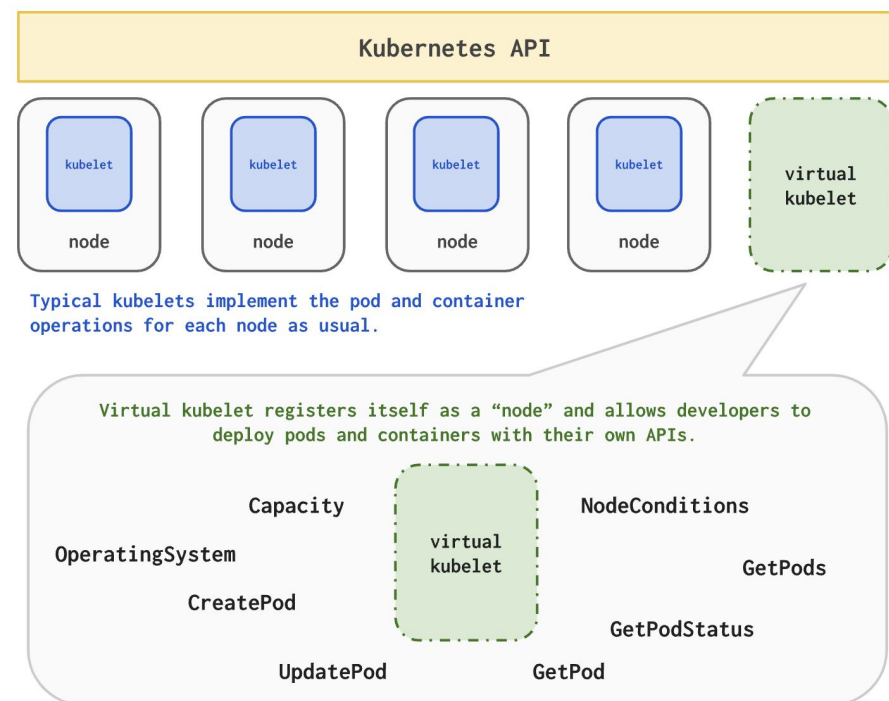 Kubernetes API
kubelet
kubelet
kubelet
kubelet
virtual
kubelet
node
node
node
node
Typical kubelets implement the pod and container
operations for each node as usual.
Virtual kubelet registers itself as a “node” and allows developers to
deploy pods and containers with their own APIs.
Capacity
NodeConditions
virtual
kubelet
OperatingSystem
GetPods
CreatePod
GetPodStatus
UpdatePod
GetPod